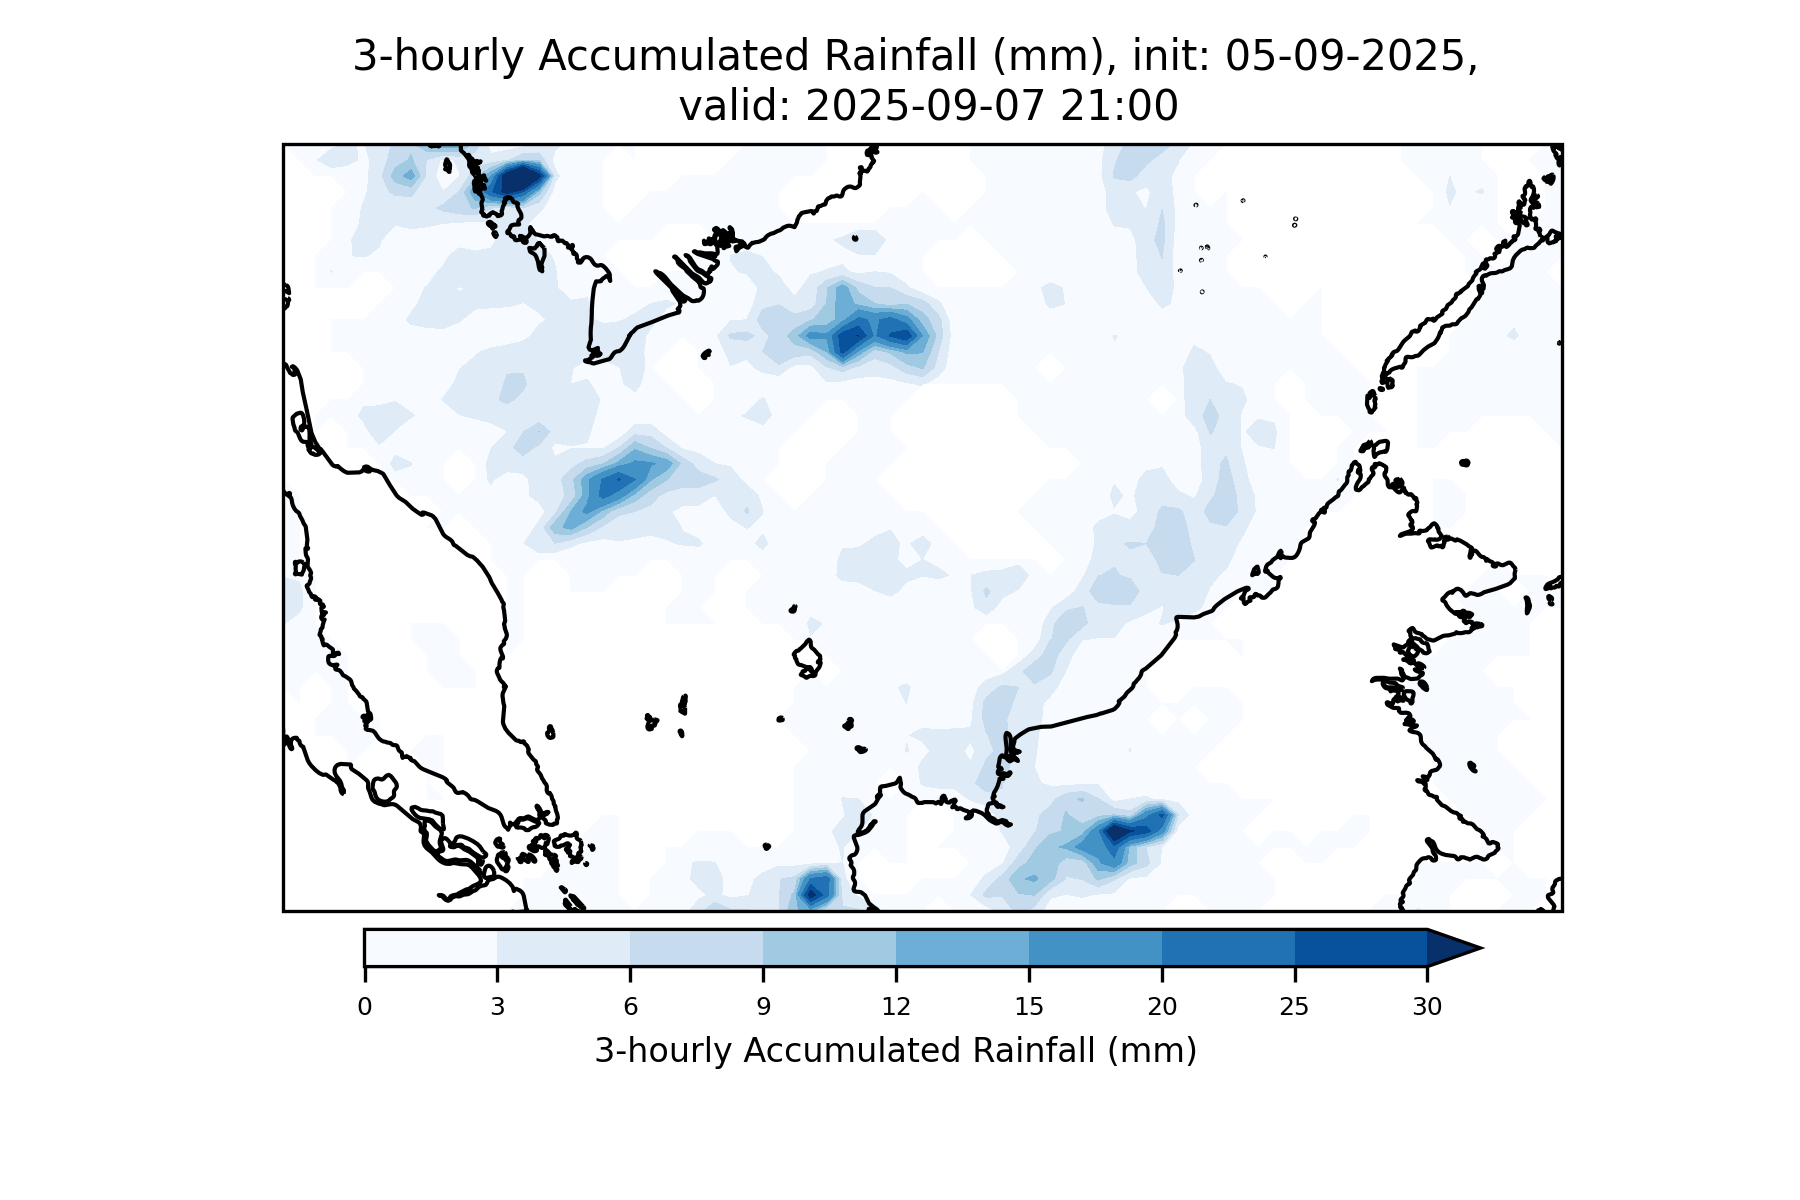 3-hourly Accumulated Rainfall (mm), init: 05-09-2025,
valid: 2025-09-07 21:00
0 3 6 9 12 15 20 25 30
3-hourly Accumulated Rainfall (mm)